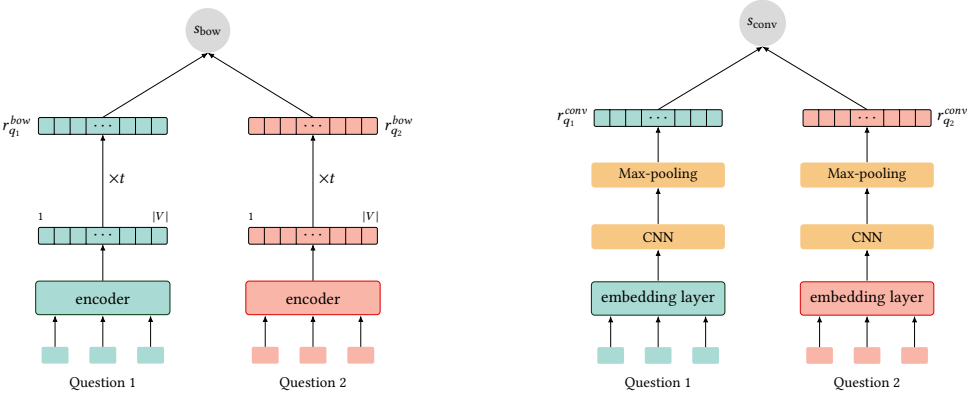 s_bow
s_conv
r_{q_1}^{bow} ··· ··· r_{q_2}^{bow}
r_{q_1}^{conv} ··· ··· r_{q_2}^{conv}
×t ×t
Max-pooling Max-pooling
1 |V| 1 |V|
··· ···
CNN CNN
encoder encoder
embedding layer embedding layer
Question 1 Question 2
Question 1 Question 2